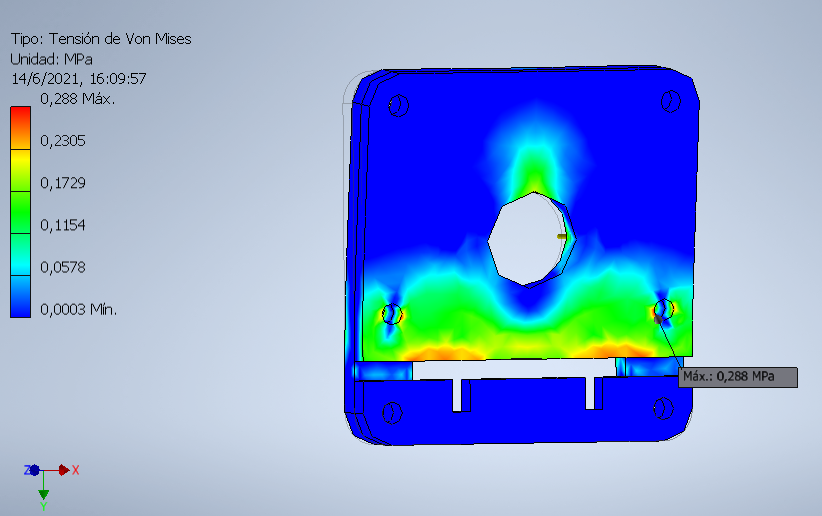 Tipo: Tensión de Von Mises
Unidad: MPa
14/6/2021, 16:09:57
0,288 Máx.
0,2305
0,1729
0,1154
0,0578
0,0003 Mín.
Máx.: 0,288 MPa
Z X
Y